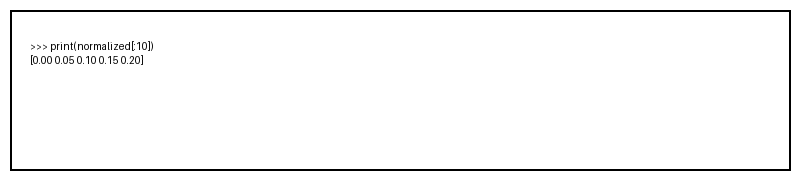 >>> print(normalized[:10])
[0.00 0.05 0.10 0.15 0.20]